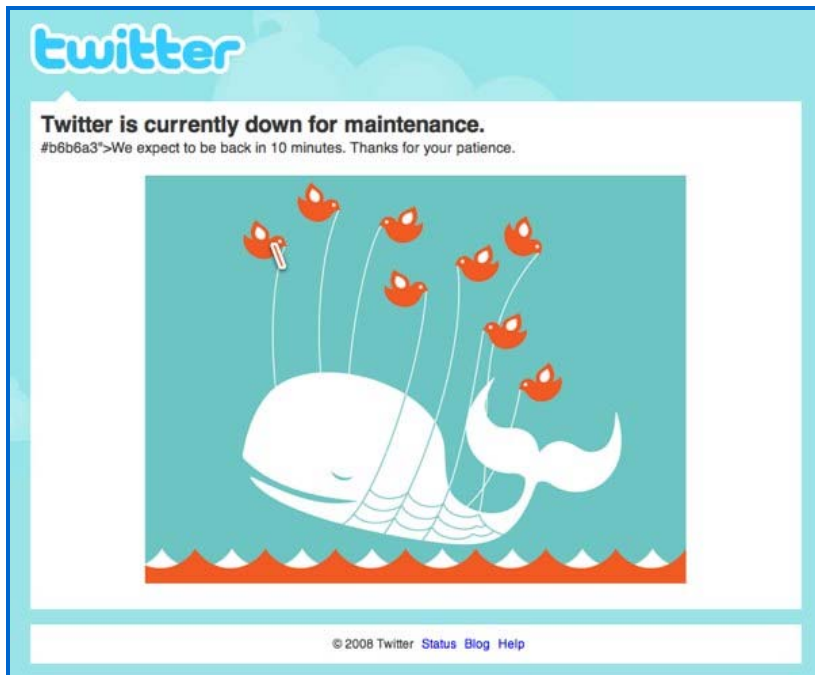 twitter
Twitter is currently down for maintenance.
#b6b6a3">We expect to be back in 10 minutes. Thanks for your patience.
© 2008 Twitter Status Blog Help